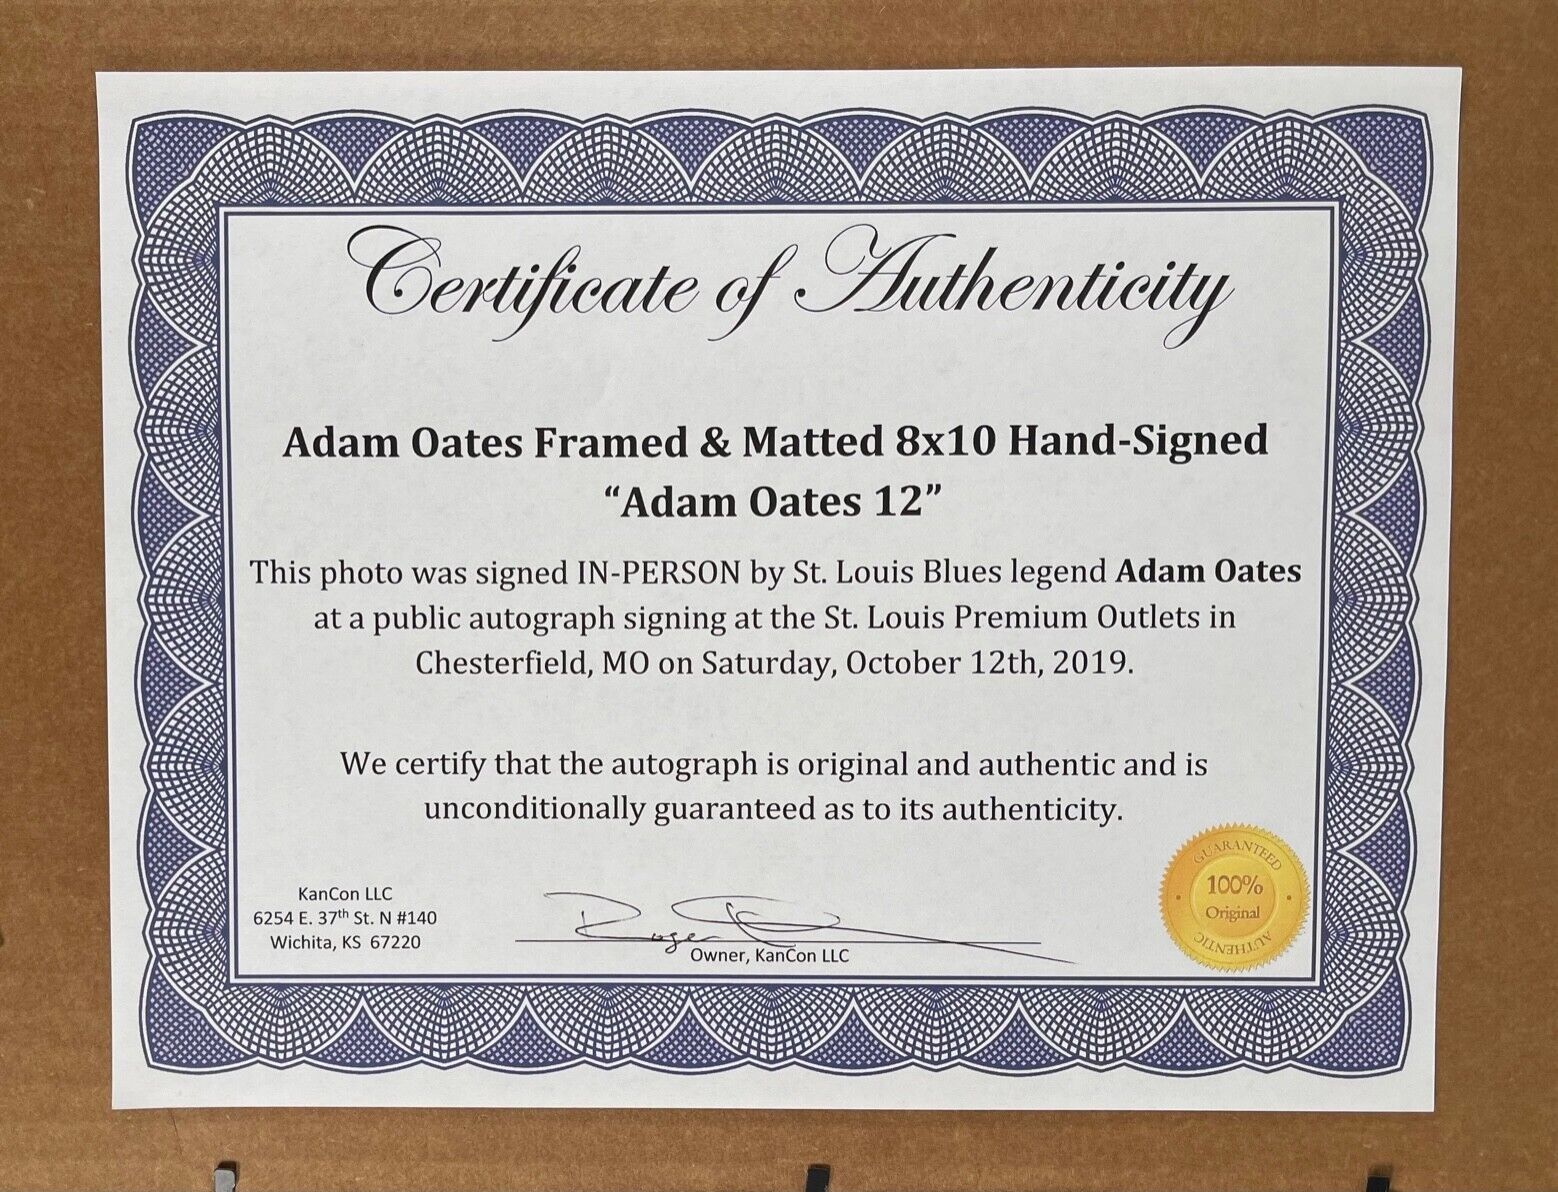 Certificate of Authenticity
Adam Oates Framed & Matted 8x10 Hand-Signed
“Adam Oates 12”
This photo was signed IN-PERSON by St. Louis Blues legend Adam Oates
at a public autograph signing at the St. Louis Premium Outlets in
Chesterfield, MO on Saturday, October 12th, 2019.
We certify that the autograph is original and authentic and is
unconditionally guaranteed as to its authenticity.
KanCon LLC
6254 E. 37th St. N #140
Wichita, KS 67220
Roger
Owner, KanCon LLC
GUARANTEED
100%
Original
AUTHENTIC